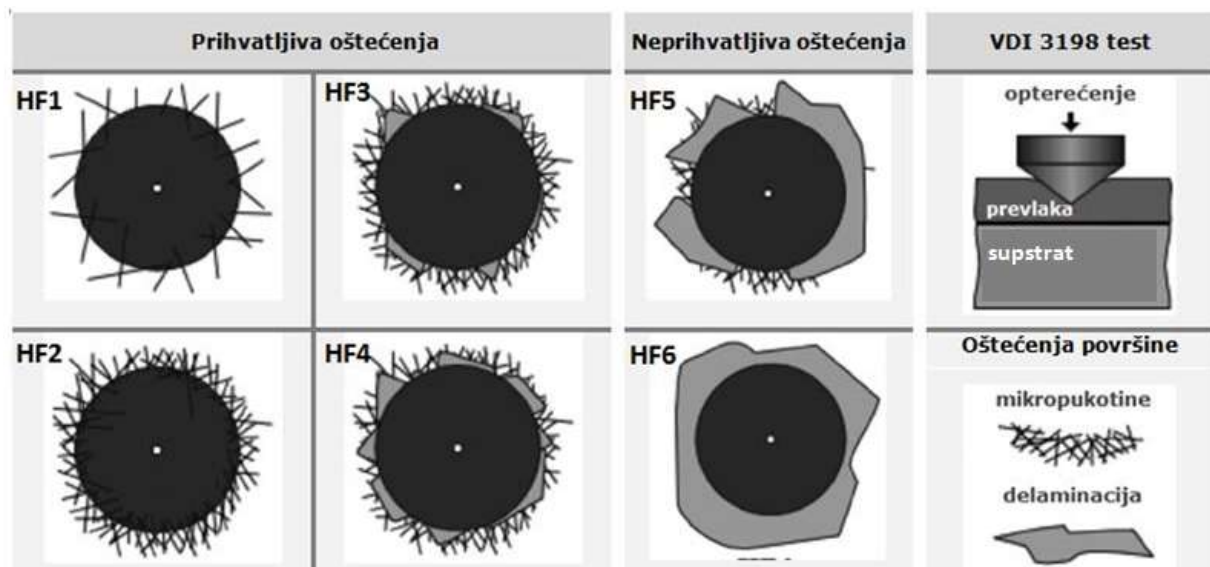 Prihvatljiva oštećenja
Neprihvatljiva oštećenja
VDI 3198 test
HF1
HF3
HF5
opterećenje
prevlaka
supstrat
HF2
HF4
HF6
Oštećenja površine
mikropukotine
delaminacija